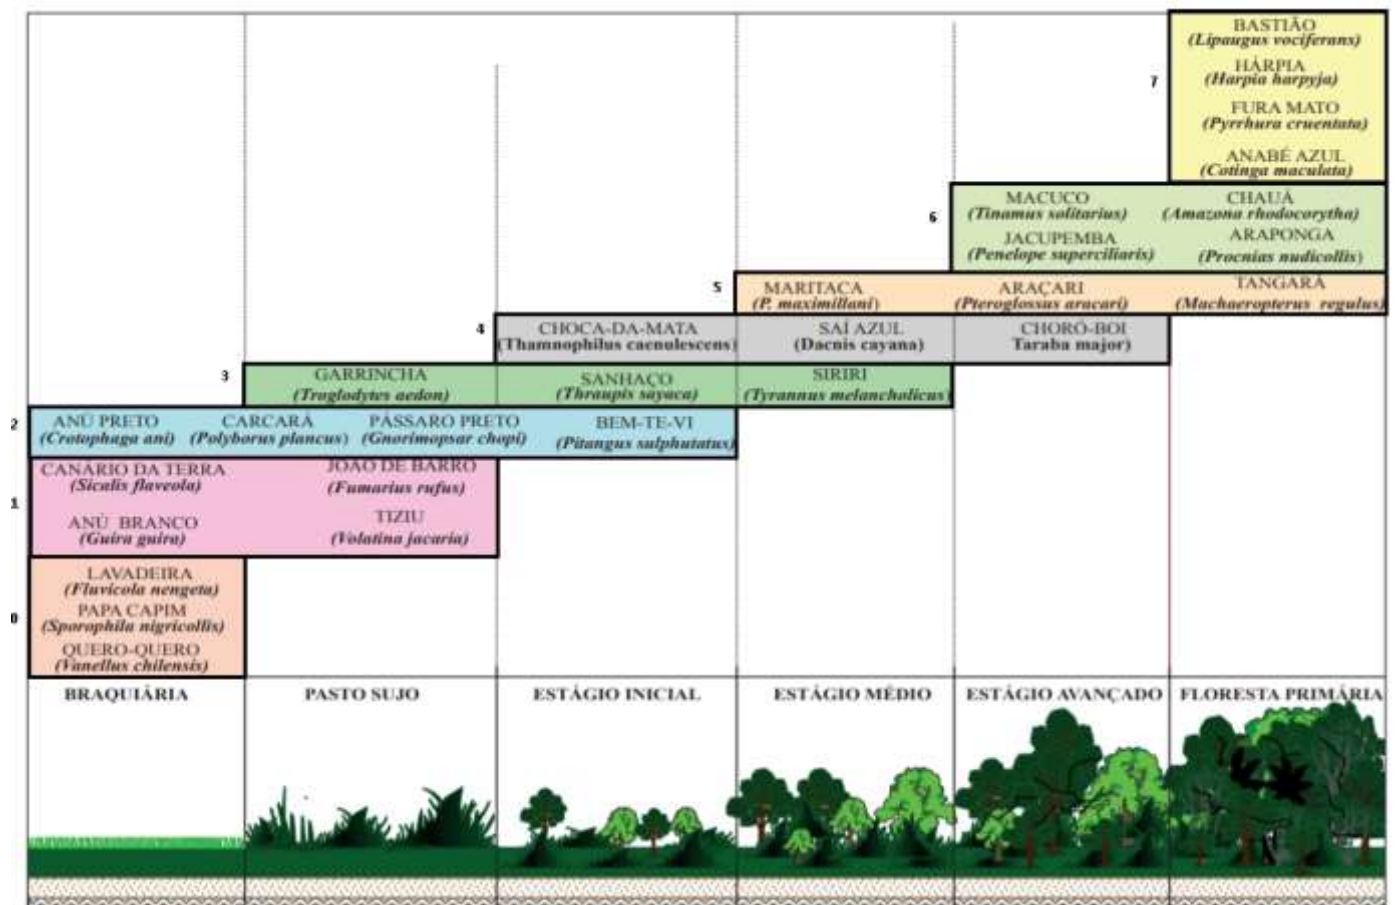 BASTIÃO
(Lipaugus vociferans)
7
HÁRPIA
(Harpia harpyja)
FURA MATO
(Pyrrhura cruentata)
ANABÉ AZUL
(Cotinga maculata)
6
MACUCO CHAUÁ
(Tinamus solitarius) (Amazona rhodocorytha)
JACUPEMBA ARAPONGA
(Penelope superciliaris) (Procnias nudicollis)
5
MARITACA ARAÇARI TANGARÁ
(P. maximillani) (Pteroglossus aracari) (Machaeropterus regulus)
4
CHOCA-DA-MATA SAÍ AZUL CHORÓ-BOI
(Thamnophilus caenulescens) (Dacnis cayana) Taraba major)
3
GARRINCHA SANHAÇO SIRIRI
(Troglodytes aedon) (Thraupis sayaca) (Tyrannus melancholicus)
2
ANÚ PRETO CARCARÁ PÁSSARO PRETO BEM-TE-VI
(Crotophaga ani) (Polyborus plancus) (Gnorimopsar chopi) (Pitangus sulphutatus)
CANÁRIO DA TERRA JOÃO DE BARRO
(Sicalis flaveola) (Fumarius rufus)
1
ANÚ BRANCO TIZIU
(Guira guira) (Volatina jacaria)
LAVADEIRA
(Fluvicola nengeta)
0
PAPA CAPIM
(Sporophila nigricollis)
QUERO-QUERO
(Vanellus chilensis)
BRAQUIÁRIA PASTO SUJO ESTÁGIO INICIAL ESTÁGIO MÉDIO ESTÁGIO AVANÇADO FLORESTA PRIMÁRIA